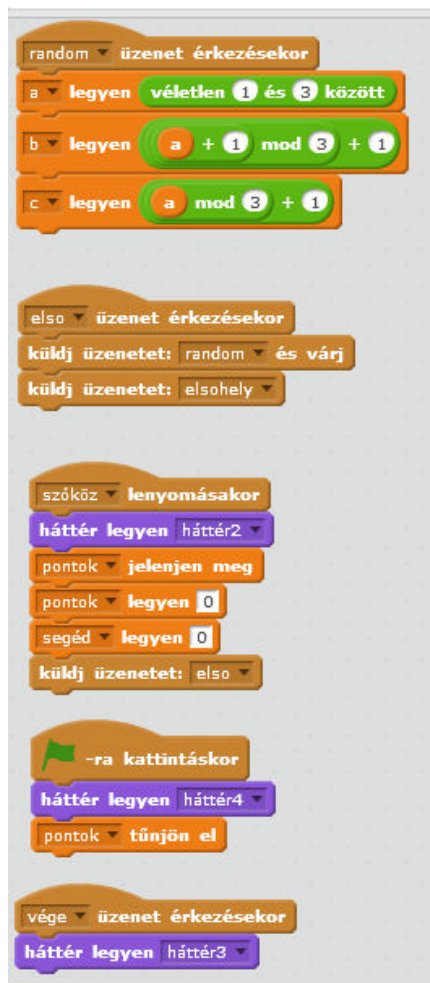 random üzenet érkezésekor
a legyen véletlen 1 és 3 között
b legyen a + 1 mod 3 + 1
c legyen a mod 3 + 1
elso üzenet érkezésekor
küldj üzenetet: random és várj
küldj üzenetet: elsohely
szóköz lenyomásakor
háttér legyen háttér2
pontok jelenjen meg
pontok legyen 0
segéd legyen 0
küldj üzenetet: elso
-ra kattintáskor
háttér legyen háttér4
pontok tűnjön el
vége üzenet érkezésekor
háttér legyen háttér3